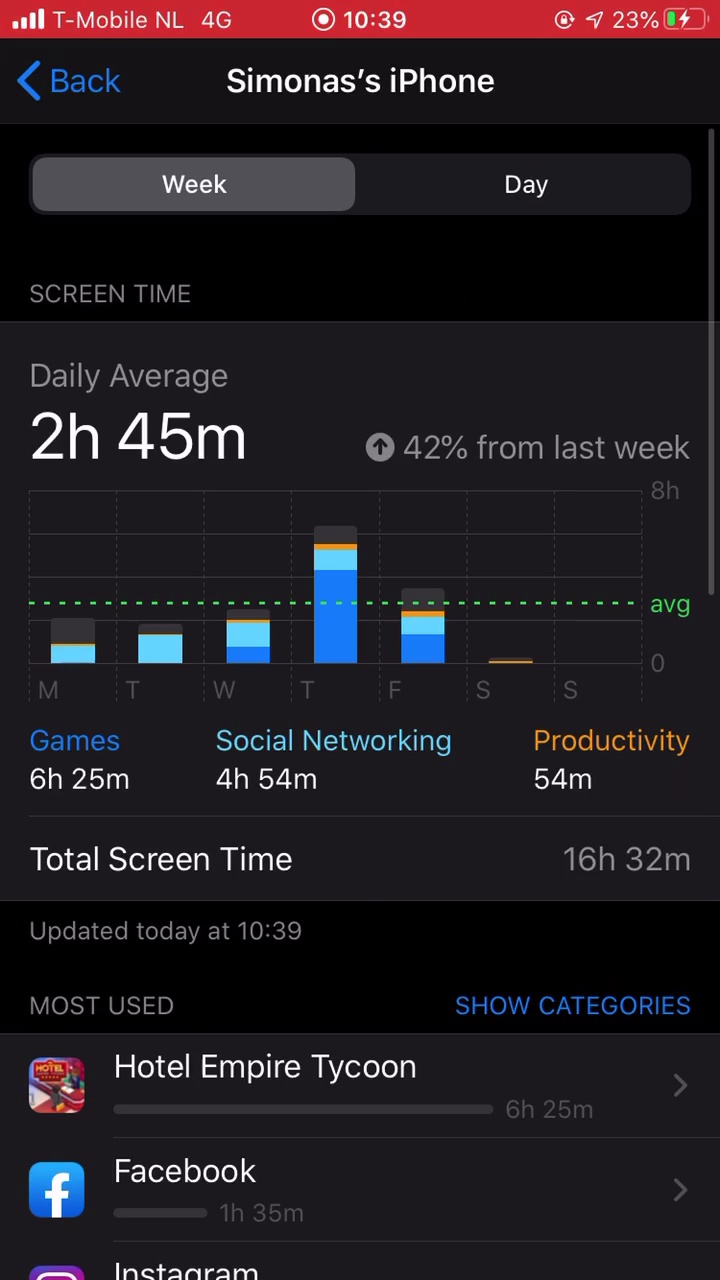 T-Mobile NL 4G 10:39 23%
Back Simonas's iPhone
Week Day
SCREEN TIME
Daily Average
2h 45m 42% from last week
8h
avg
0
M T W T F S S
Games Social Networking Productivity
6h 25m 4h 54m 54m
Total Screen Time 16h 32m
Updated today at 10:39
MOST USED SHOW CATEGORIES
HOTEL
Hotel Empire Tycoon
6h 25m
Facebook
1h 35m
Instagram